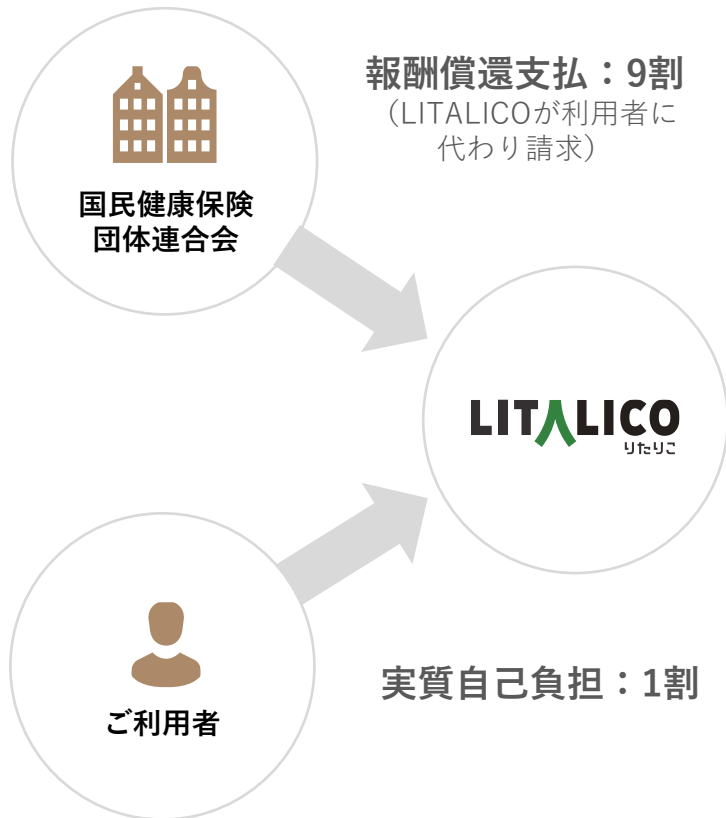 報酬償還支払：9割
（LITALICOが利用者に
代わり請求）
国民健康保険
団体連合会
LITALICO
りたりこ
実質自己負担：1割
ご利用者